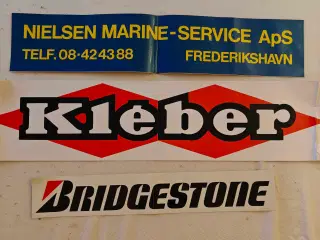 NIELSEN MARINE-SERVICE ApS
TELF. 08-424388 FREDERIKSHAVN
Kléber
BRIDGESTONE